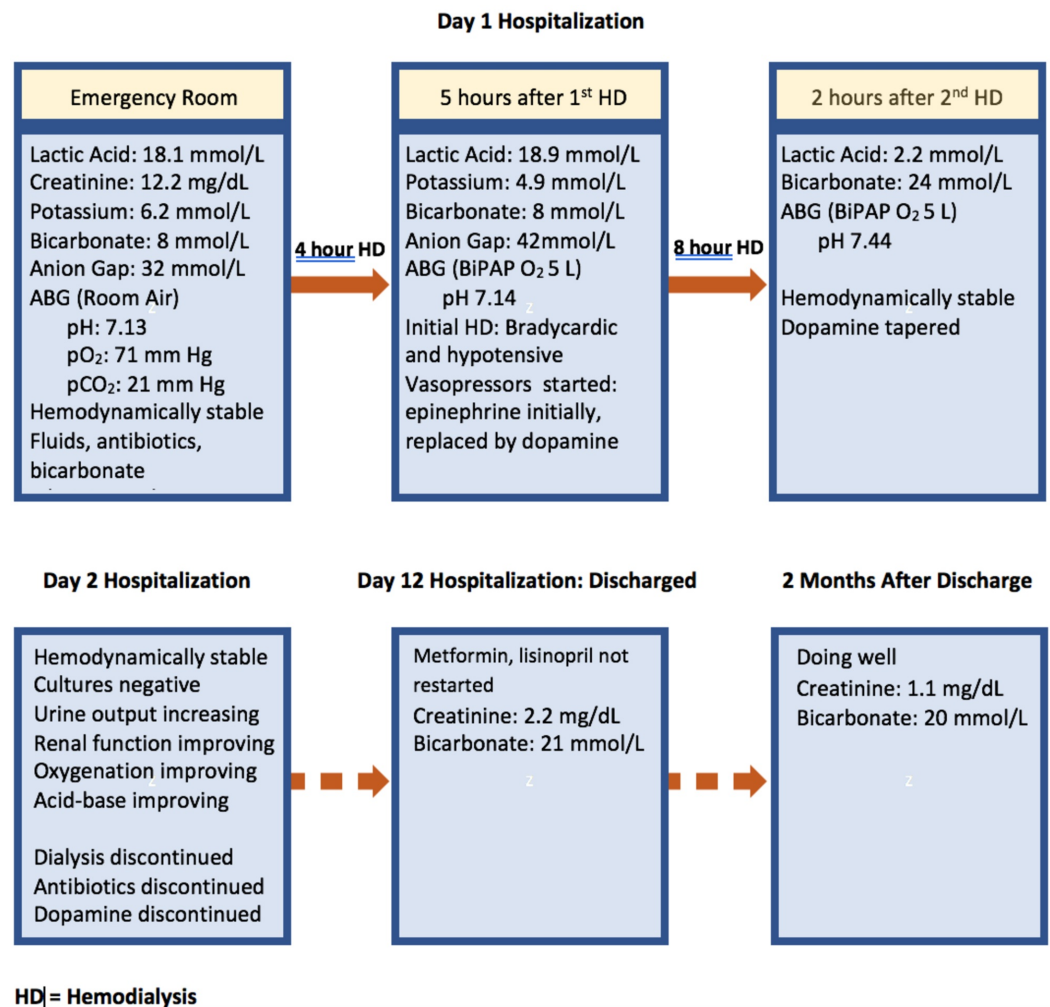 Day 1 Hospitalization
Emergency Room
Lactic Acid: 18.1 mmol/L
Creatinine: 12.2 mg/dL
Potassium: 6.2 mmol/L
Bicarbonate: 8 mmol/L
Anion Gap: 32 mmol/L
ABG (Room Air)
pH: 7.13
pO₂: 71 mm Hg
pCO₂: 21 mm Hg
Hemodynamically stable
Fluids, antibiotics,
bicarbonate
4 hour HD
5 hours after 1st HD
Lactic Acid: 18.9 mmol/L
Potassium: 4.9 mmol/L
Bicarbonate: 8 mmol/L
Anion Gap: 42mmol/L
ABG (BiPAP O₂ 5 L)
pH 7.14
Initial HD: Bradycardic
and hypotensive
Vasopressors started:
epinephrine initially,
replaced by dopamine
8 hour HD
2 hours after 2nd HD
Lactic Acid: 2.2 mmol/L
Bicarbonate: 24 mmol/L
ABG (BiPAP O₂ 5 L)
pH 7.44
Hemodynamically stable
Dopamine tapered
Day 2 Hospitalization
Hemodynamically stable
Cultures negative
Urine output increasing
Renal function improving
Oxygenation improving
Acid-base improving
Dialysis discontinued
Antibiotics discontinued
Dopamine discontinued
Day 12 Hospitalization: Discharged
Metformin, lisinopril not
restarted
Creatinine: 2.2 mg/dL
Bicarbonate: 21 mmol/L
2 Months After Discharge
Doing well
Creatinine: 1.1 mg/dL
Bicarbonate: 20 mmol/L
HD = Hemodialysis